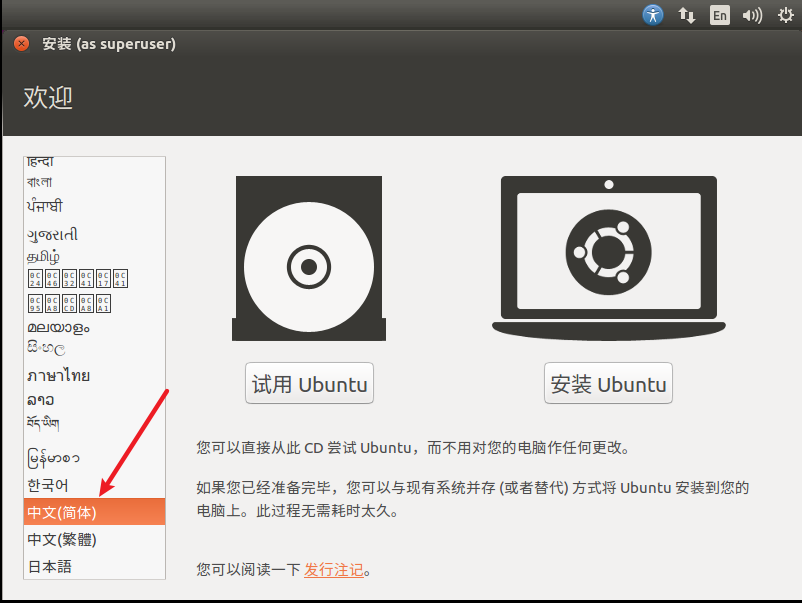 En
安装 (as superuser)
欢迎
हिन्दी
বাংলা
ਪੰਜਾਬੀ
ગુજરાતી
தமிழ்
മലയാളം
සිංහල
ภาษาไทย
ລາວ
བོད་ཡིག
မြန်မာစာ
한국어
中文(简体)
中文(繁體)
日本語
试用 Ubuntu
安装 Ubuntu
您可以直接从此 CD 尝试 Ubuntu，而不用对您的电脑作任何更改。
如果您已经准备完毕，您可以与现有系统并存 (或者替代) 方式将 Ubuntu 安装到您的
电脑上。此过程无需耗时太久。
您可以阅读一下 发行注记。